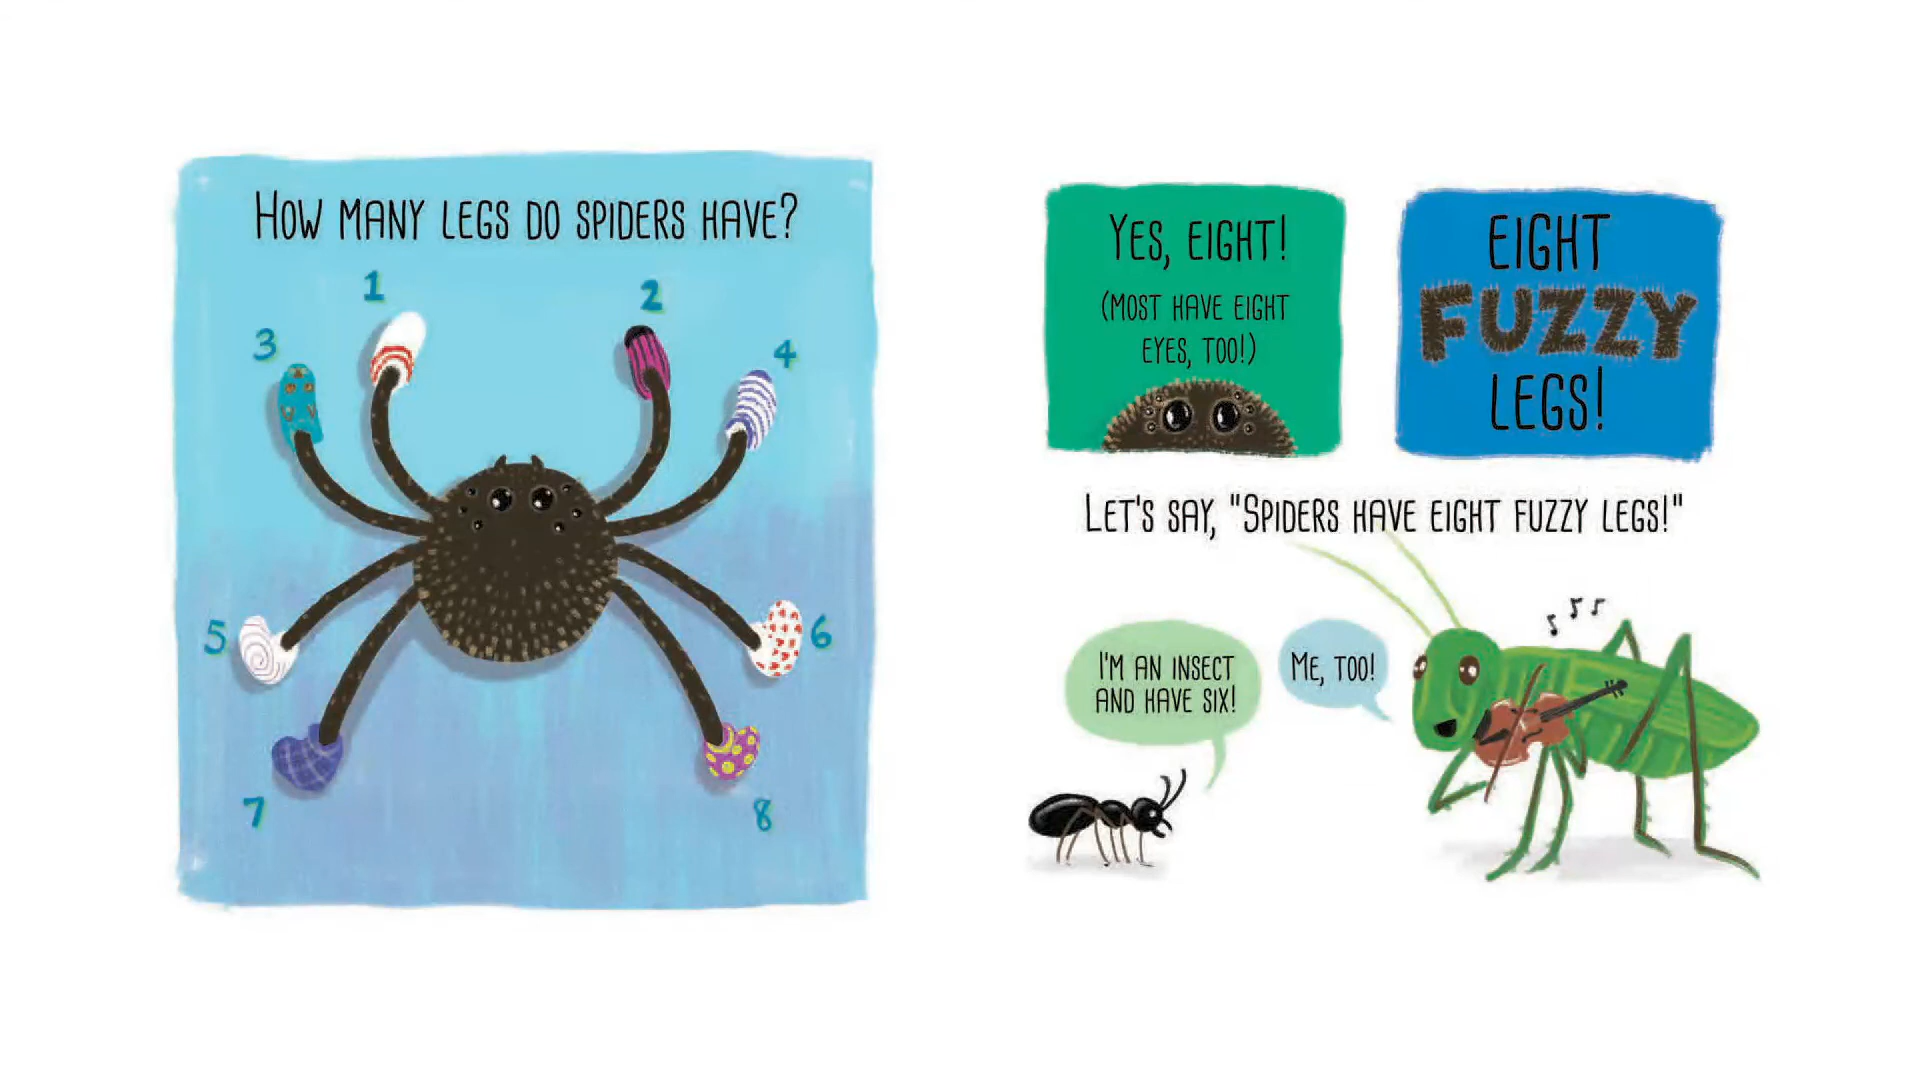 HOW MANY LEGS DO SPIDERS HAVE?
1
2
3
4
5
6
7
8
YES, EIGHT!
(MOST HAVE EIGHT
EYES, TOO!)
EIGHT
FUZZY
LEGS!
LET'S SAY, "SPIDERS HAVE EIGHT FUZZY LEGS!"
I'M AN INSECT
AND HAVE SIX!
ME, TOO!